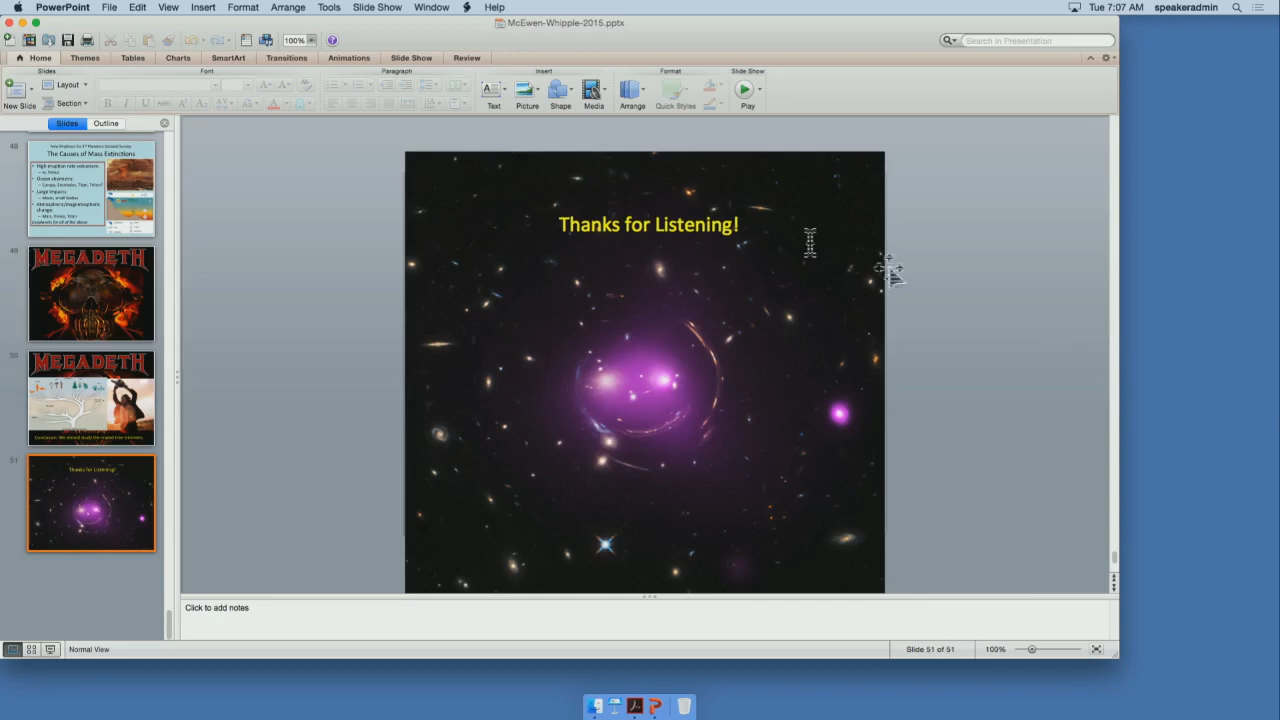 PowerPoint File Edit View Insert Format Arrange Tools Slide Show Window Help
Tue 7:07 AM speakeradmin
McEwen-Whipple-2015.pptx
100%
Search in Presentation
Home Themes Tables Charts SmartArt Transitions Animations Slide Show Review
Slides Font Paragraph Insert Format Slide Show
Layout
Section
New Slide
Text Picture Shape Media Arrange Quick Styles Play
Slides Outline
48
The Causes of Mass Extinctions
49
MEGADETH
50
MEGADETH
51
Thanks for Listening!
Thanks for Listening!
Click to add notes
Normal View
Slide 51 of 51
100%